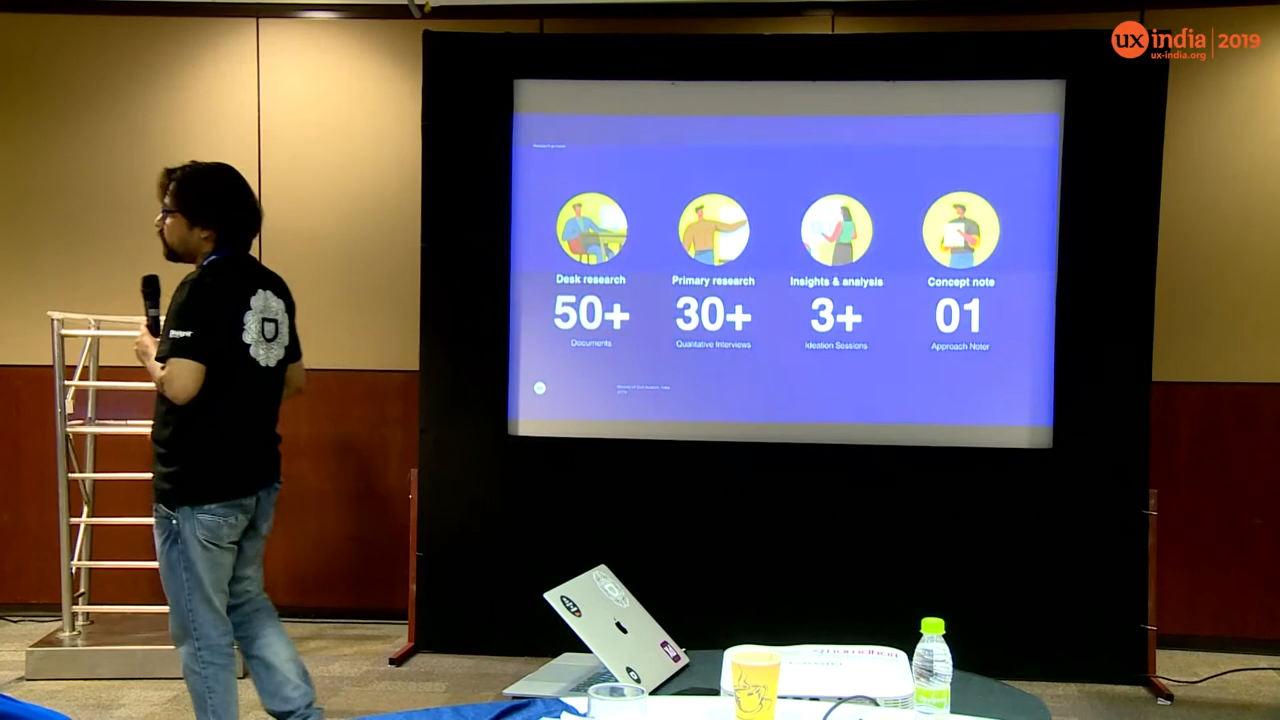 ux india 2019
ux-india.org
Desk research
50+
Documents
Primary research
30+
Qualitative Interviews
Insights & analysis
3+
Ideation Sessions
Concept note
01
Approach Note